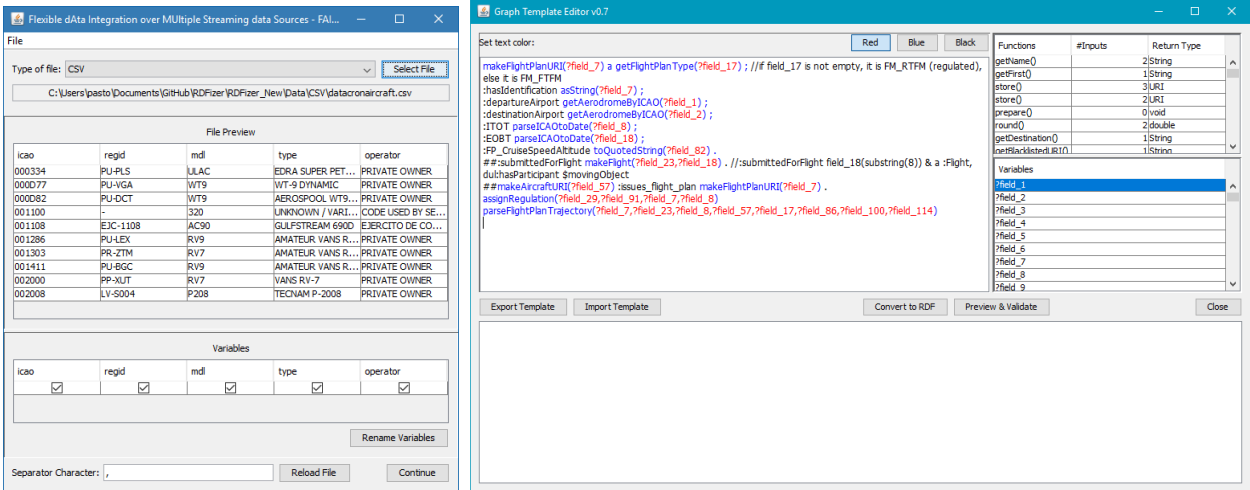 Flexible dAta Integration over MUltiple Streaming data Sources - FAI...
File
Type of file: CSV Select File
C:\Users\pasto\Documents\GitHub\RDFizer\RDFizer_New\Data\CSV\datacronaircraft.csv
File Preview
icao regid mdl type operator
000334 PU-PLS ULAC EDRA SUPER PET... PRIVATE OWNER
000D77 PU-VGA WT9 WT-9 DYNAMIC PRIVATE OWNER
000D82 PU-DCT WT9 AEROSPOOL WT9... PRIVATE OWNER
001100 - 320 UNKNOWN / VARI... CODE USED BY SE...
001108 EJC-1108 AC90 GULFSTREAM 690D EJERCITO DE CO...
001286 PU-LEX RV9 AMATEUR VANS R... PRIVATE OWNER
001303 PR-ZTM RV7 AMATEUR VANS R... PRIVATE OWNER
001411 PU-BGC RV9 AMATEUR VANS R... PRIVATE OWNER
002000 PP-XUT RV7 VANS RV-7 PRIVATE OWNER
002008 LV-S004 P208 TECNAM P-2008 PRIVATE OWNER
Variables
icao regid mdl type operator
Rename Variables
Separator Character: , Reload File Continue
Graph Template Editor v0.7
Set text color: Red Blue Black
makeFlightPlanURI(?field_7) a getFlightPlanType(?field_17) ; //if field_17 is not empty, it is FM_RTFM (regulated),
else it is FM_FTFM
:hasIdentification asString(?field_7) ;
:departureAirport getAerodromeByICAO(?field_1) ;
:destinationAirport getAerodromeByICAO(?field_2) ;
:ITOT parseICAOtoDate(?field_8) ;
:EOBT parseICAOtoDate(?field_18) ;
:FP_CruiseSpeedAltitude toQuotedString(?field_82) .
##:submittedForFlight makeFlight(?field_23,?field_18) . //:submittedForFlight field_18(substring(8)) & a :Flight,
dul:hasParticipant $movingObject
##makeAircraftURI(?field_57) :issues_flight_plan makeFlightPlanURI(?field_7) .
assignRegulation(?field_29,?field_91,?field_7,?field_8)
parseFlightPlanTrajectory(?field_7,?field_23,?field_8,?field_57,?field_17,?field_86,?field_100,?field_114)
Functions #Inputs Return Type
getName() 2 String
getFirst() 1 String
store() 3 URI
store() 2 URI
prepare() 0 void
round() 2 double
getDestination() 1 String
getBlacklistedURI() 1 String
Variables
?field_1
?field_2
?field_3
?field_4
?field_5
?field_6
?field_7
?field_8
?field_9
Export Template Import Template Convert to RDF Preview & Validate Close